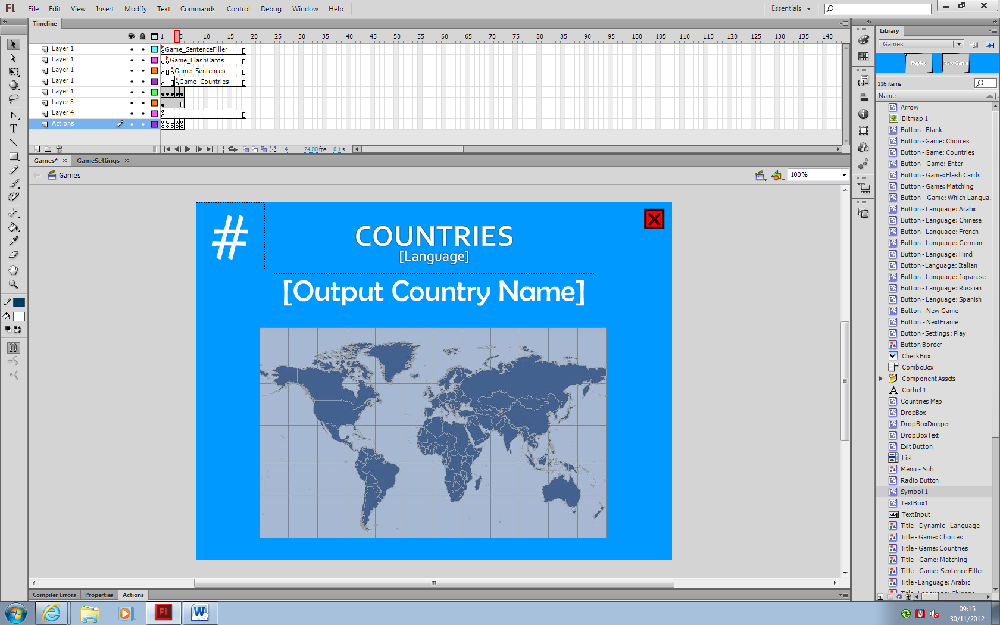 Fl File Edit View Insert Modify Text Commands Control Debug Window Help Essentials
Timeline
1 5 10 15 20 25 30 35 40 45 50 55 60 65 70 75 80 85 90 95 100 105 110 115 120 125 130 135 140
Layer 1 Game_SentenceFiller
Layer 1 Game_FlashCards
Layer 1 Game_Sentences
Layer 1 Game_Countries
Layer 1
Layer 3
Layer 4
Actions
4 24.00 fps 0.1 s
Games* × GameSettings ×
Games
100%
#
COUNTRIES
[Language]
[Output Country Name]
Compiler Errors Properties Actions
Library
Games
Replay
116 items
Name
Arrow
Bitmap 1
Button - Blank
Button - Game: Choices
Button - Game: Countries
Button - Game: Enter
Button - Game: Flash Cards
Button - Game: Matching
Button - Game: Which Langua...
Button - Language: Arabic
Button - Language: Chinese
Button - Language: French
Button - Language: German
Button - Language: Hindi
Button - Language: Italian
Button - Language: Japanese
Button - Language: Russian
Button - Language: Spanish
Button - New Game
Button - NextFrame
Button - Settings: Play
Button Border
CheckBox
ComboBox
Component Assets
Corbel 1
Countries Map
DropBox
DropBoxDropper
DropBoxText
Exit Button
List
Menu - Sub
Radio Button
Symbol 1
TextBox1
TextInput
Title - Dynamic - Language
Title - Game: Choices
Title - Game: Countries
Title - Game: Matching
Title - Game: Sentence Filler
Title - Language: Arabic
Title - Language: Chinese
09:15
30/11/2012